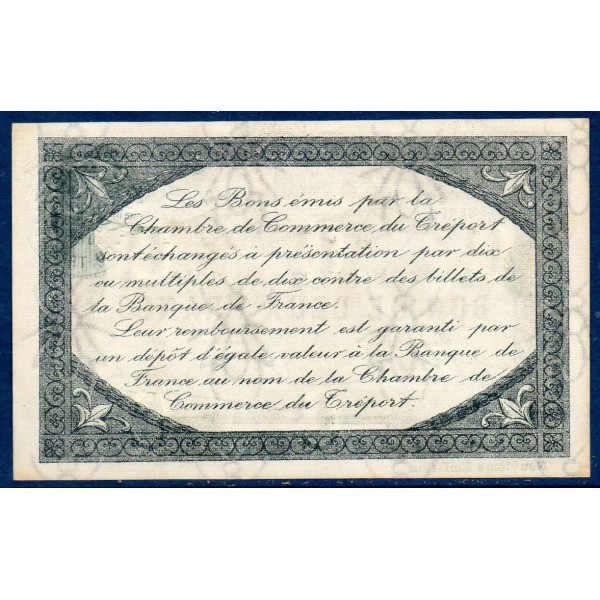 Les Bons émis par la
Chambre de Commerce du Tréport
sont échangés à présentation par dix
ou multiples de dix contre des billets de
la Banque de France.
Leur remboursement est garanti par
un dépôt d'égale valeur à la Banque de
France au nom de la Chambre de
Commerce du Tréport.